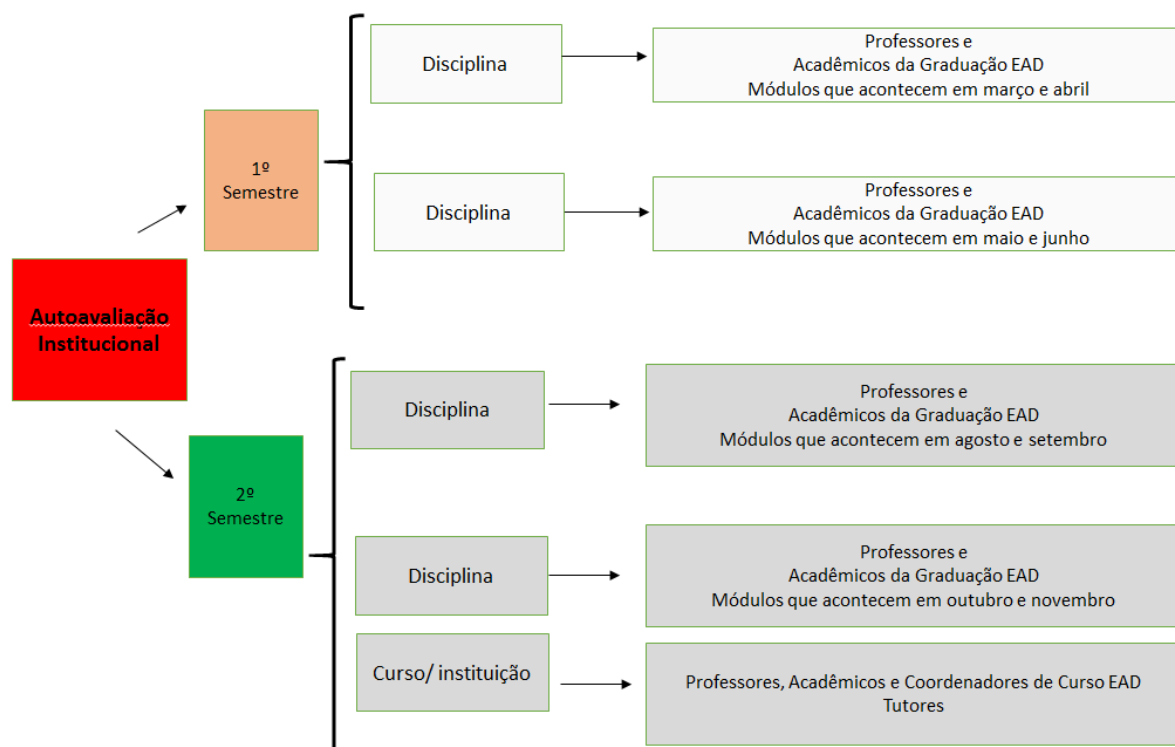 Autoavaliação
Institucional
1º
Semestre
Disciplina
Professores e
Acadêmicos da Graduação EAD
Módulos que acontecem em março e abril
Disciplina
Professores e
Acadêmicos da Graduação EAD
Módulos que acontecem em maio e junho
2º
Semestre
Disciplina
Professores e
Acadêmicos da Graduação EAD
Módulos que acontecem em agosto e setembro
Disciplina
Professores e
Acadêmicos da Graduação EAD
Módulos que acontecem em outubro e novembro
Curso/ instituição
Professores, Acadêmicos e Coordenadores de Curso EAD
Tutores